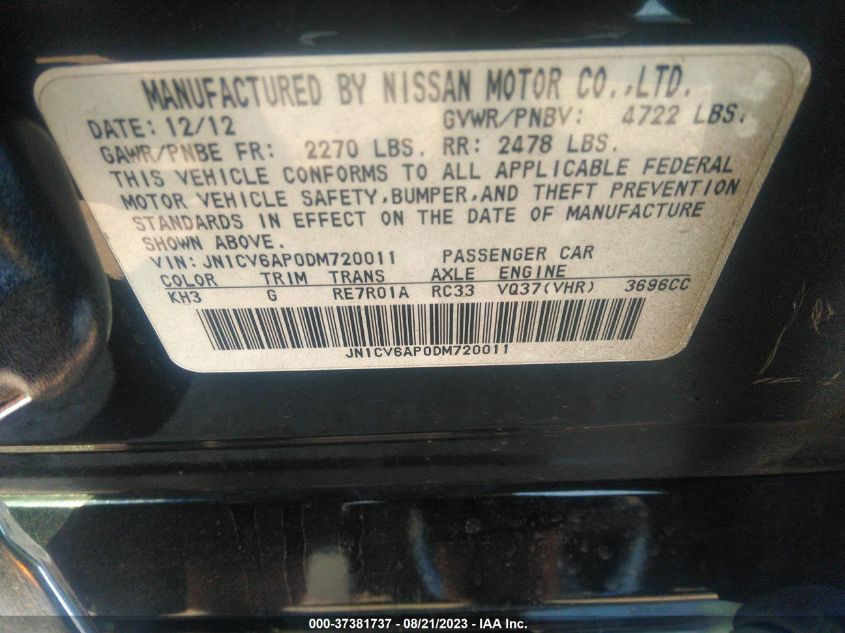 MANUFACTURED BY NISSAN MOTOR CO.,LTD.
DATE: 12/12 GVWR/PNBV: 4722 LBS.
GAWR/PNBE FR: 2270 LBS. RR: 2478 LBS.
THIS VEHICLE CONFORMS TO ALL APPLICABLE FEDERAL
MOTOR VEHICLE SAFETY,BUMPER,AND THEFT PREVENTION
STANDARDS IN EFFECT ON THE DATE OF MANUFACTURE
SHOWN ABOVE.
VIN: JN1CV6AP0DM720011 PASSENGER CAR
COLOR TRIM TRANS AXLE ENGINE
KH3 G RE7R01A RC33 VQ37(VHR) 3696CC
JN1CV6AP0DM720011
000-37381737 - 08/21/2023 - IAA Inc.